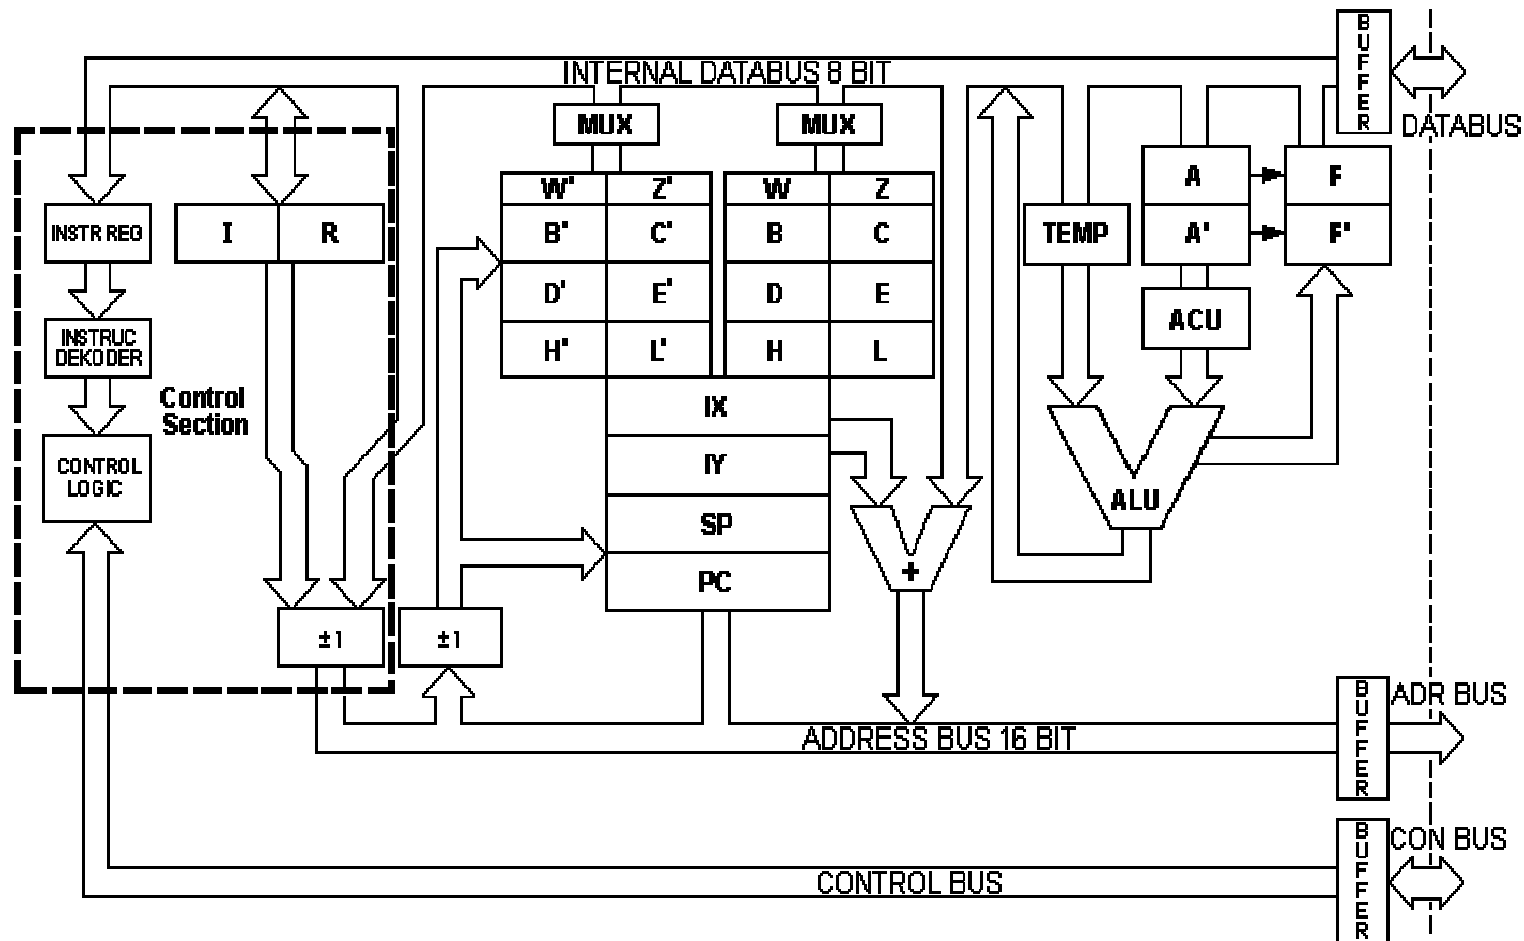 BUFFER
INTERNAL DATABUS 8 BIT
DATABUS
MUX
MUX
INSTR REG
I
R
W'
Z'
B'
C'
D'
E'
H'
L'
W
Z
B
C
D
E
H
L
TEMP
A
A'
F
F'
ACU
INSTRUC
DEKODER
Control
Section
CONTROL
LOGIC
IX
IY
SP
PC
+
ALU
±1
±1
BUFFER
ADR BUS
ADDRESS BUS 16 BIT
BUFFER
CON BUS
CONTROL BUS